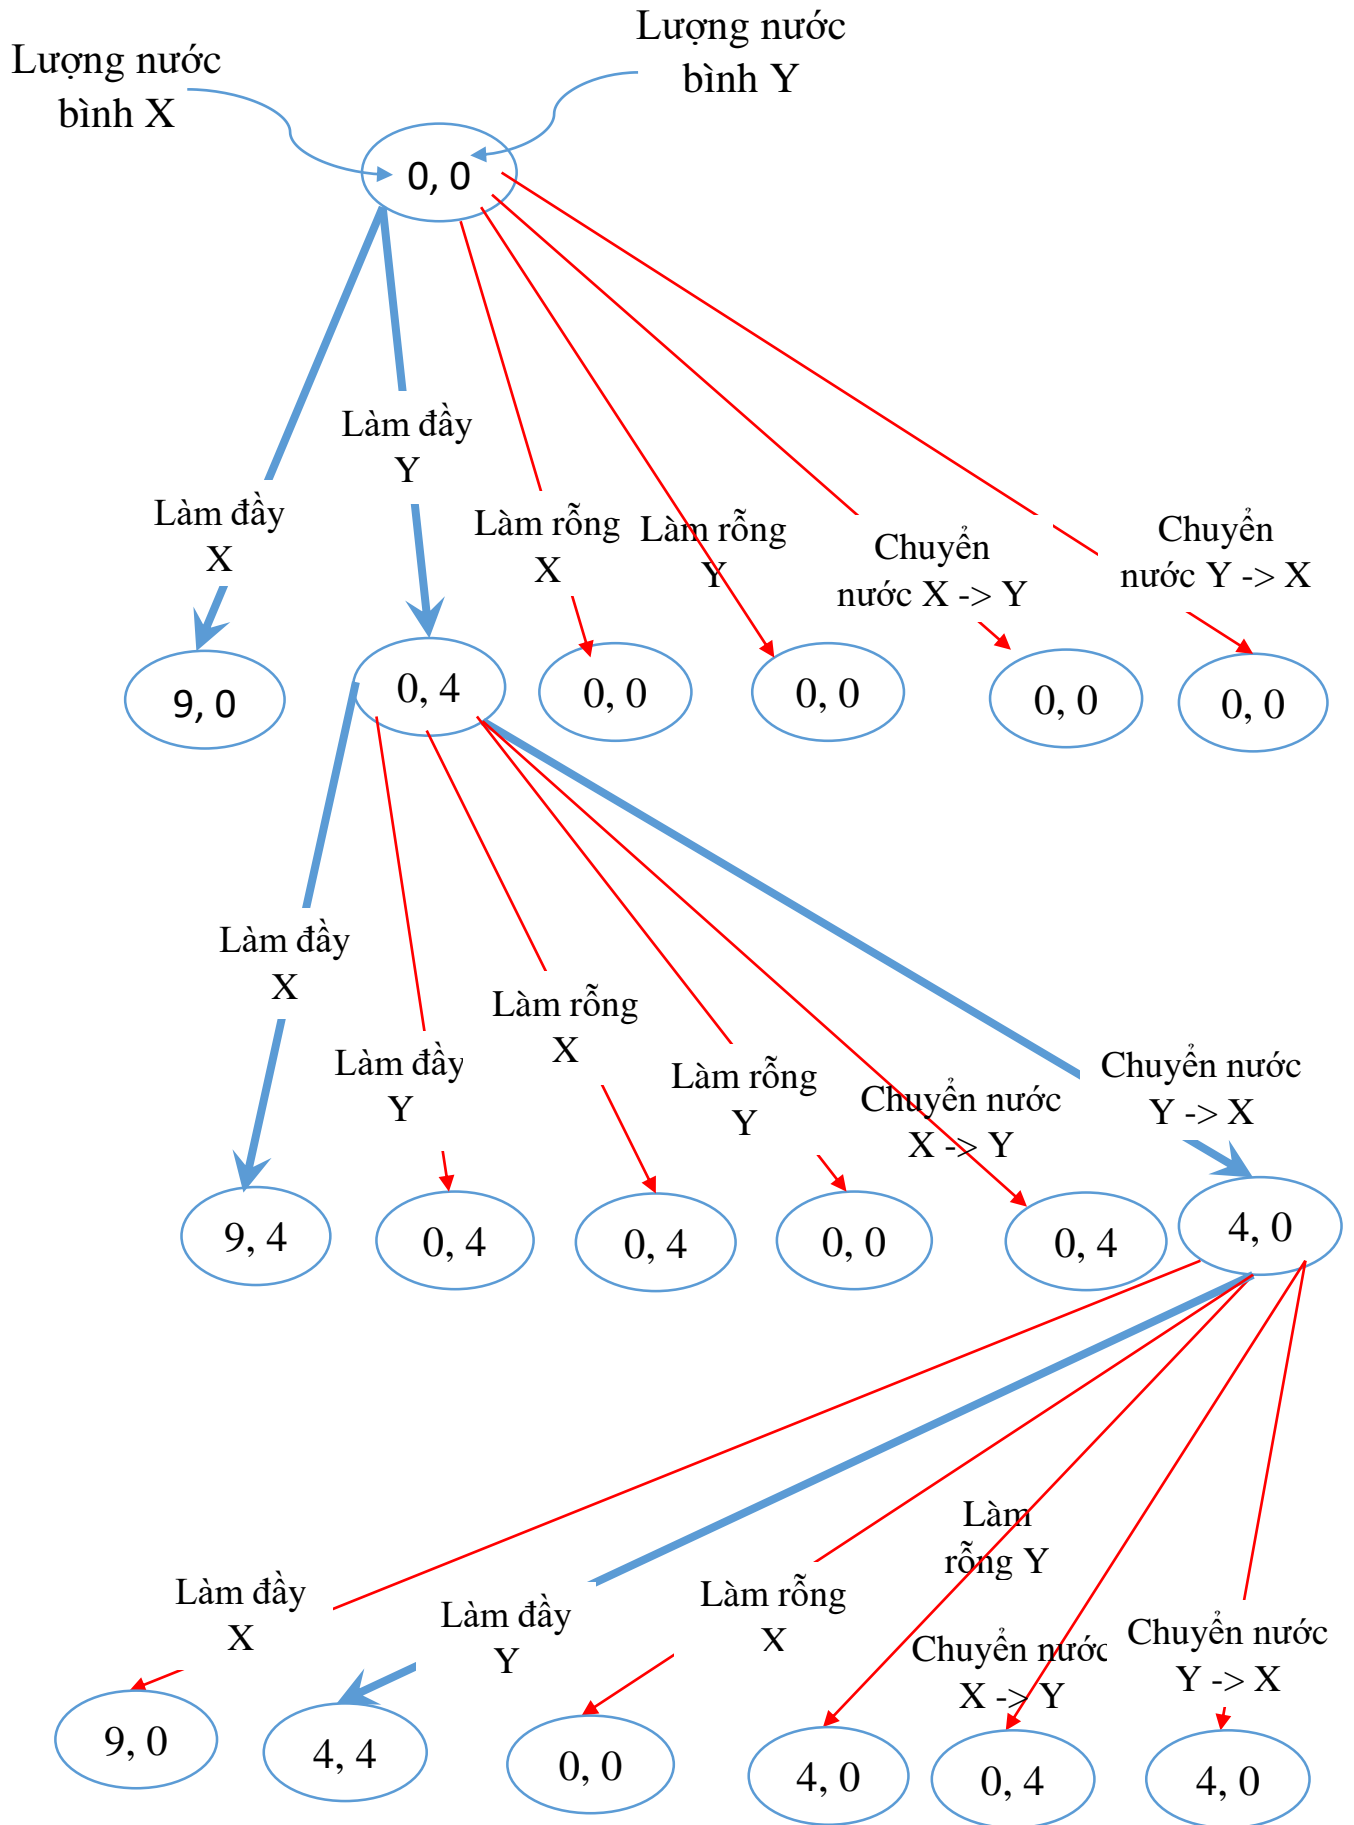 Lượng nước
bình Y
Lượng nước
bình X
0, 0
Làm đầy
Y
Làm đầy
X
Làm rỗng
X
Làm rỗng
Y
Chuyển
nước X -> Y
Chuyển
nước Y -> X
9, 0
0, 4
0, 0
0, 0
0, 0
0, 0
Làm đầy
X
Làm đầy
Y
Làm rỗng
X
Làm rỗng
Y
Chuyển nước
X -> Y
Chuyển nước
Y -> X
9, 4
0, 4
0, 4
0, 0
0, 4
4, 0
Làm đầy
X
Làm đầy
Y
Làm rỗng
X
Làm
rỗng Y
Chuyển nước
X -> Y
Chuyển nước
Y -> X
9, 0
4, 4
0, 0
4, 0
0, 4
4, 0